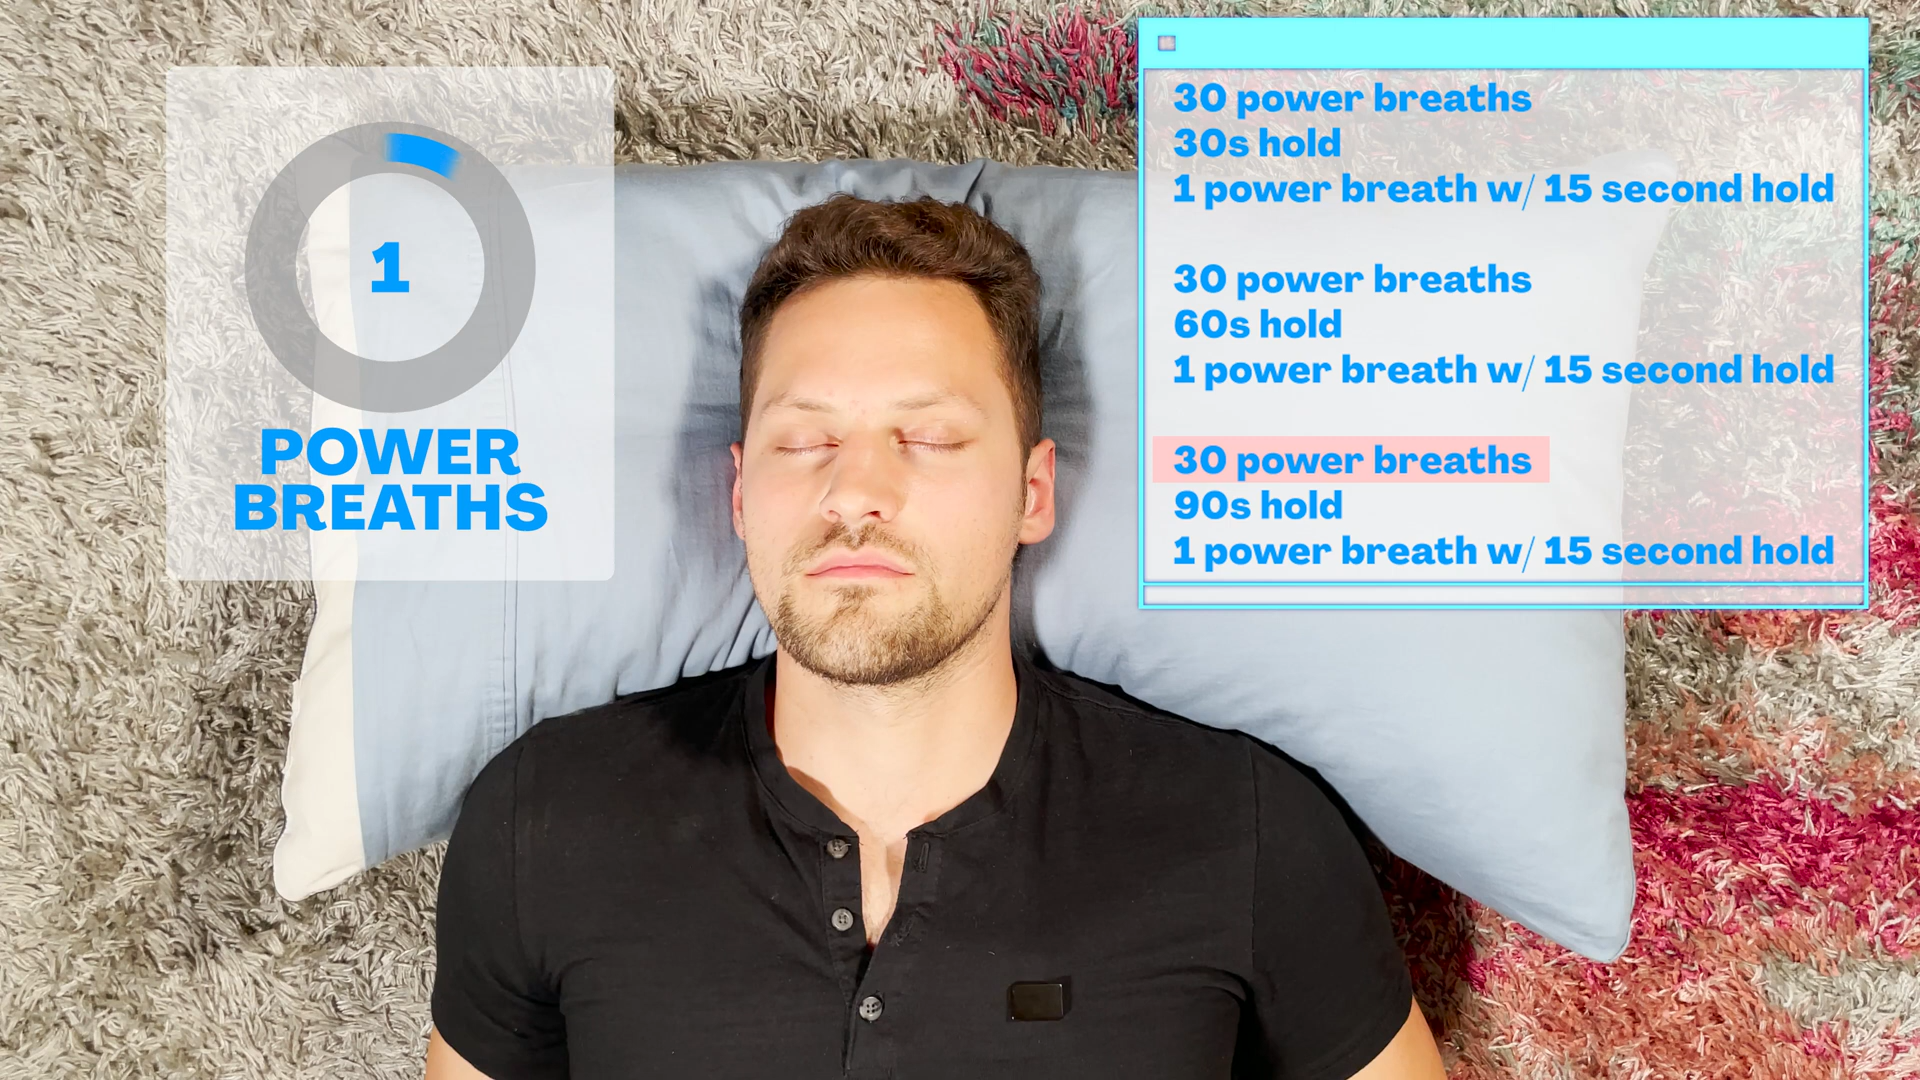 1
POWER
BREATHS
30 power breaths
30s hold
1 power breath w/ 15 second hold
30 power breaths
60s hold
1 power breath w/ 15 second hold
30 power breaths
90s hold
1 power breath w/ 15 second hold